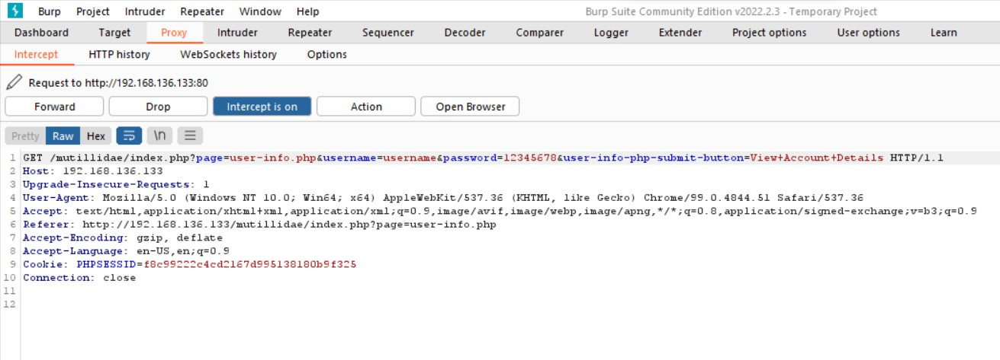 Burp Project Intruder Repeater Window Help Burp Suite Community Edition v2022.2.3 - Temporary Project
Dashboard Target Proxy Intruder Repeater Sequencer Decoder Comparer Logger Extender Project options User options Learn
Intercept HTTP history WebSockets history Options
Request to http://192.168.136.133:80
Forward Drop Intercept is on Action Open Browser
Pretty Raw Hex \n
1 GET /mutillidae/index.php?page=user-info.php&username=username&password=12345678&user-info-php-submit-button=View+Account+Details HTTP/1.1
2 Host: 192.168.136.133
3 Upgrade-Insecure-Requests: 1
4 User-Agent: Mozilla/5.0 (Windows NT 10.0; Win64; x64) AppleWebKit/537.36 (KHTML, like Gecko) Chrome/99.0.4844.51 Safari/537.36
5 Accept: text/html,application/xhtml+xml,application/xml;q=0.9,image/avif,image/webp,image/apng,*/*;q=0.8,application/signed-exchange;v=b3;q=0.9
6 Referer: http://192.168.136.133/mutillidae/index.php?page=user-info.php
7 Accept-Encoding: gzip, deflate
8 Accept-Language: en-US,en;q=0.9
9 Cookie: PHPSESSID=f8c99222c4cd2167d995138180b9f325
10 Connection: close
11
12